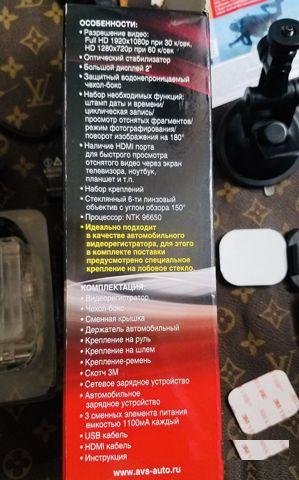 ОСОБЕННОСТИ:
• Разрешение видео:
Full HD 1920х1080р при 30 к/сек
HD 1280х720р при 60 к/сек
• Оптический стабилизатор
• Большой дисплей 2"
• Защитный водонепроницаемый
чехол-бокс
• Набор необходимых функций:
штамп даты и времени/
циклическая запись/
просмотр отснятых фрагментов/
режим фотографирования/
поворот изображения на 180°
• Наличие HDMI порта
для быстрого просмотра
отснятого видео через экран
телевизора, ноутбук,
планшет и т.п.
• Набор креплений
• Стеклянный 6-ти линзовый
объектив с углом обзора 150°
• Процессор: NTK 96650
• Идеально подходит
в качестве автомобильного
видеорегистратора, для этого
в комплекте поставки
предусмотрено специальное
крепление на лобовое стекло.
КОМПЛЕКТАЦИЯ:
• Видеорегистратор
• Чехол-бокс
• Сменная крышка
• Держатель автомобильный
• Крепление на руль
• Крепление на шлем
• Крепление-ремень
• Скотч 3М
• Сетевое зарядное устройство
• Автомобильное
зарядное устройство
• 3 сменных элемента питания
емкостью 1100мА каждый
• USB кабель
• HDMI кабель
• Инструкция
www.avs-auto.ru